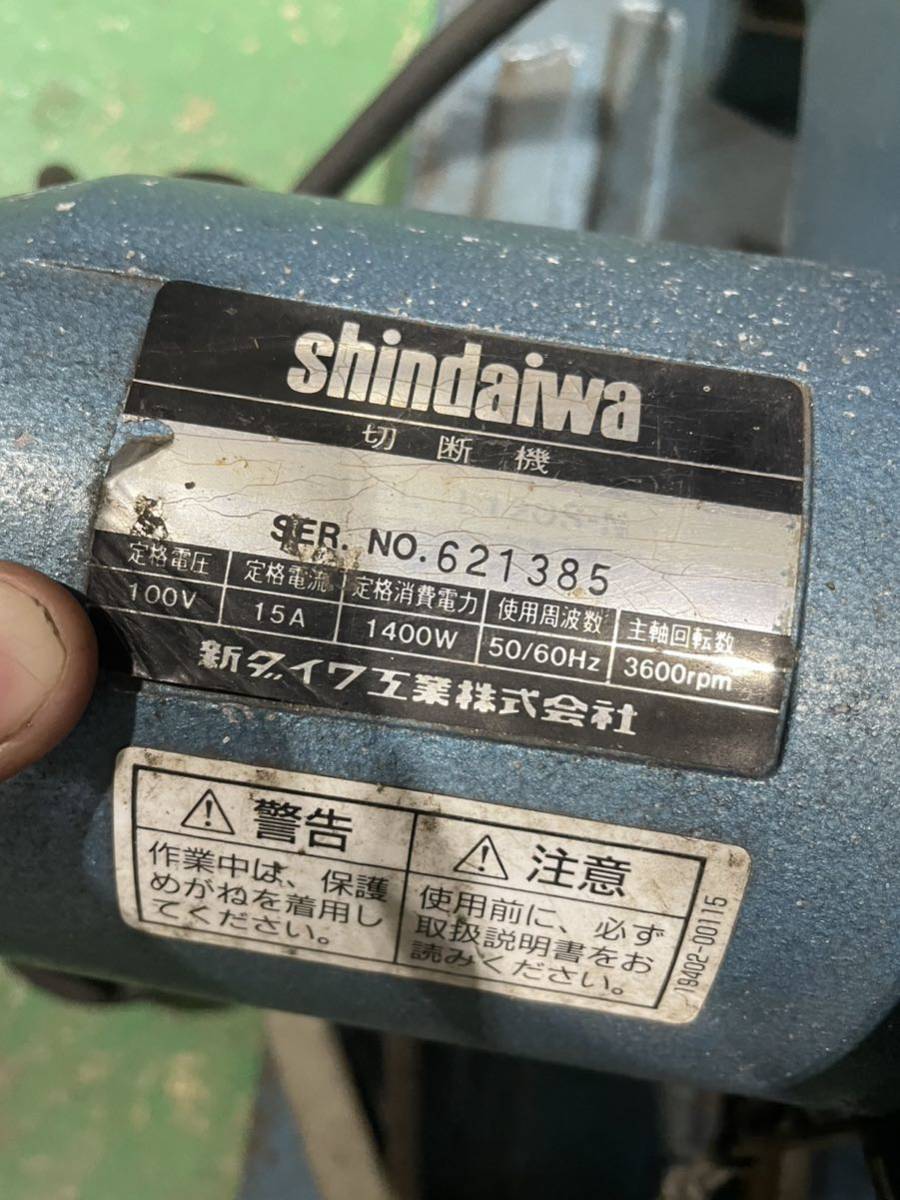 shindaiwa
切断機
SER. NO. 621385
定格電圧 定格電流 定格消費電力 使用周波数 主軸回転数
100V 15A 1400W 50/60Hz 3600rpm
新ダイワ工業株式会社
警告
作業中は、保護
めがねを着用し
てください。
注意
使用前に、必ず
取扱説明書をお
読みください。
19402-00115